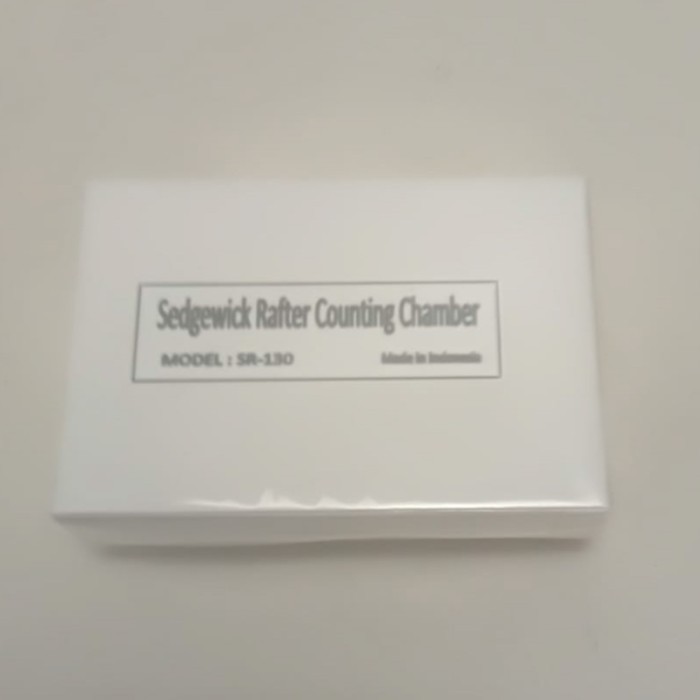 Sedgewick Rafter Counting Chamber
MODEL : SR-130 Made in Indonesia